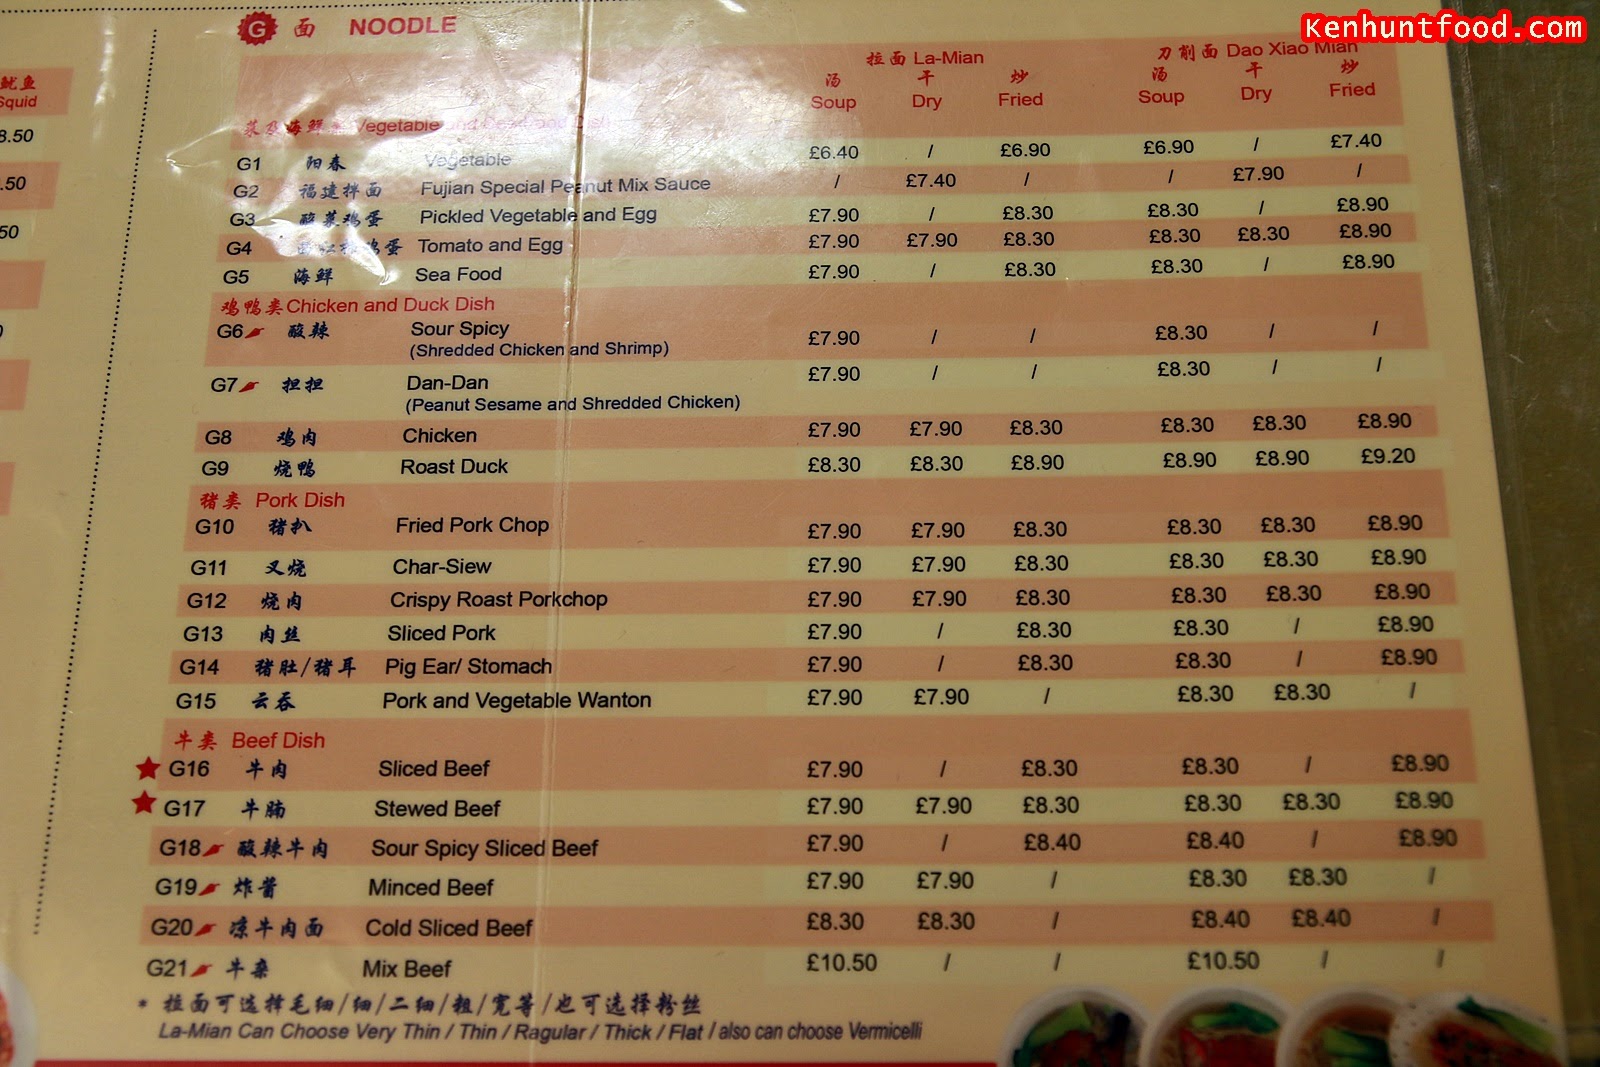 Kenhuntfood.com
G 面 NOODLE
拉面 La-Mian 刀削面 Dao Xiao Mian
汤 干 炒 汤 干 炒
Soup Dry Fried Soup Dry Fried
鱿鱼
Squid
8.50
.50
50
菜及海鲜类 Vegetable and Seafood Dish
G1 阳春 Vegetable £6.40 / £6.90 £6.90 / £7.40
G2 福建拌面 Fujian Special Peanut Mix Sauce / £7.40 / / £7.90 /
G3 酸菜鸡蛋 Pickled Vegetable and Egg £7.90 / £8.30 £8.30 / £8.90
G4 鸡蛋 Tomato and Egg £7.90 £7.90 £8.30 £8.30 £8.30 £8.90
G5 海鲜 Sea Food £7.90 / £8.30 £8.30 / £8.90
鸡鸭类 Chicken and Duck Dish
G6 酸辣 Sour Spicy £7.90 / / £8.30 / /
(Shredded Chicken and Shrimp)
G7 担担 Dan-Dan £7.90 / / £8.30 / /
(Peanut Sesame and Shredded Chicken)
G8 鸡肉 Chicken £7.90 £7.90 £8.30 £8.30 £8.30 £8.90
G9 烧鸭 Roast Duck £8.30 £8.30 £8.90 £8.90 £8.90 £9.20
猪类 Pork Dish
G10 猪扒 Fried Pork Chop £7.90 £7.90 £8.30 £8.30 £8.30 £8.90
G11 叉烧 Char-Siew £7.90 £7.90 £8.30 £8.30 £8.30 £8.90
G12 烧肉 Crispy Roast Porkchop £7.90 £7.90 £8.30 £8.30 £8.30 £8.90
G13 肉丝 Sliced Pork £7.90 / £8.30 £8.30 / £8.90
G14 猪肚/猪耳 Pig Ear/ Stomach £7.90 / £8.30 £8.30 / £8.90
G15 云吞 Pork and Vegetable Wanton £7.90 £7.90 / £8.30 £8.30 /
牛类 Beef Dish
G16 牛肉 Sliced Beef £7.90 / £8.30 £8.30 / £8.90
G17 牛腩 Stewed Beef £7.90 £7.90 £8.30 £8.30 £8.30 £8.90
G18 酸辣牛肉 Sour Spicy Sliced Beef £7.90 / £8.40 £8.40 / £8.90
G19 炸酱 Minced Beef £7.90 £7.90 / £8.30 £8.30 /
G20 凉牛肉面 Cold Sliced Beef £8.30 £8.30 / £8.40 £8.40 /
G21 牛杂 Mix Beef £10.50 / / £10.50 / /
* 拉面可选择毛细/细/二细/粗/宽等/也可选择粉丝
La-Mian Can Choose Very Thin / Thin / Ragular / Thick / Flat / also can choose Vermicelli